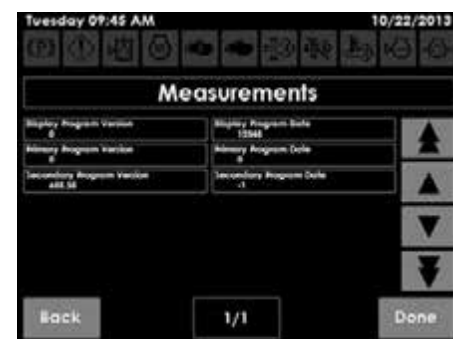 Tuesday 09:45 AM 10/22/2013
(P) (!)
Measurements
Display Program Version Display Program Date
0
Primary Program Version Primary Program Date
0 0
Secondary Program Version Secondary Program Date
-1
Back 1/1 Done